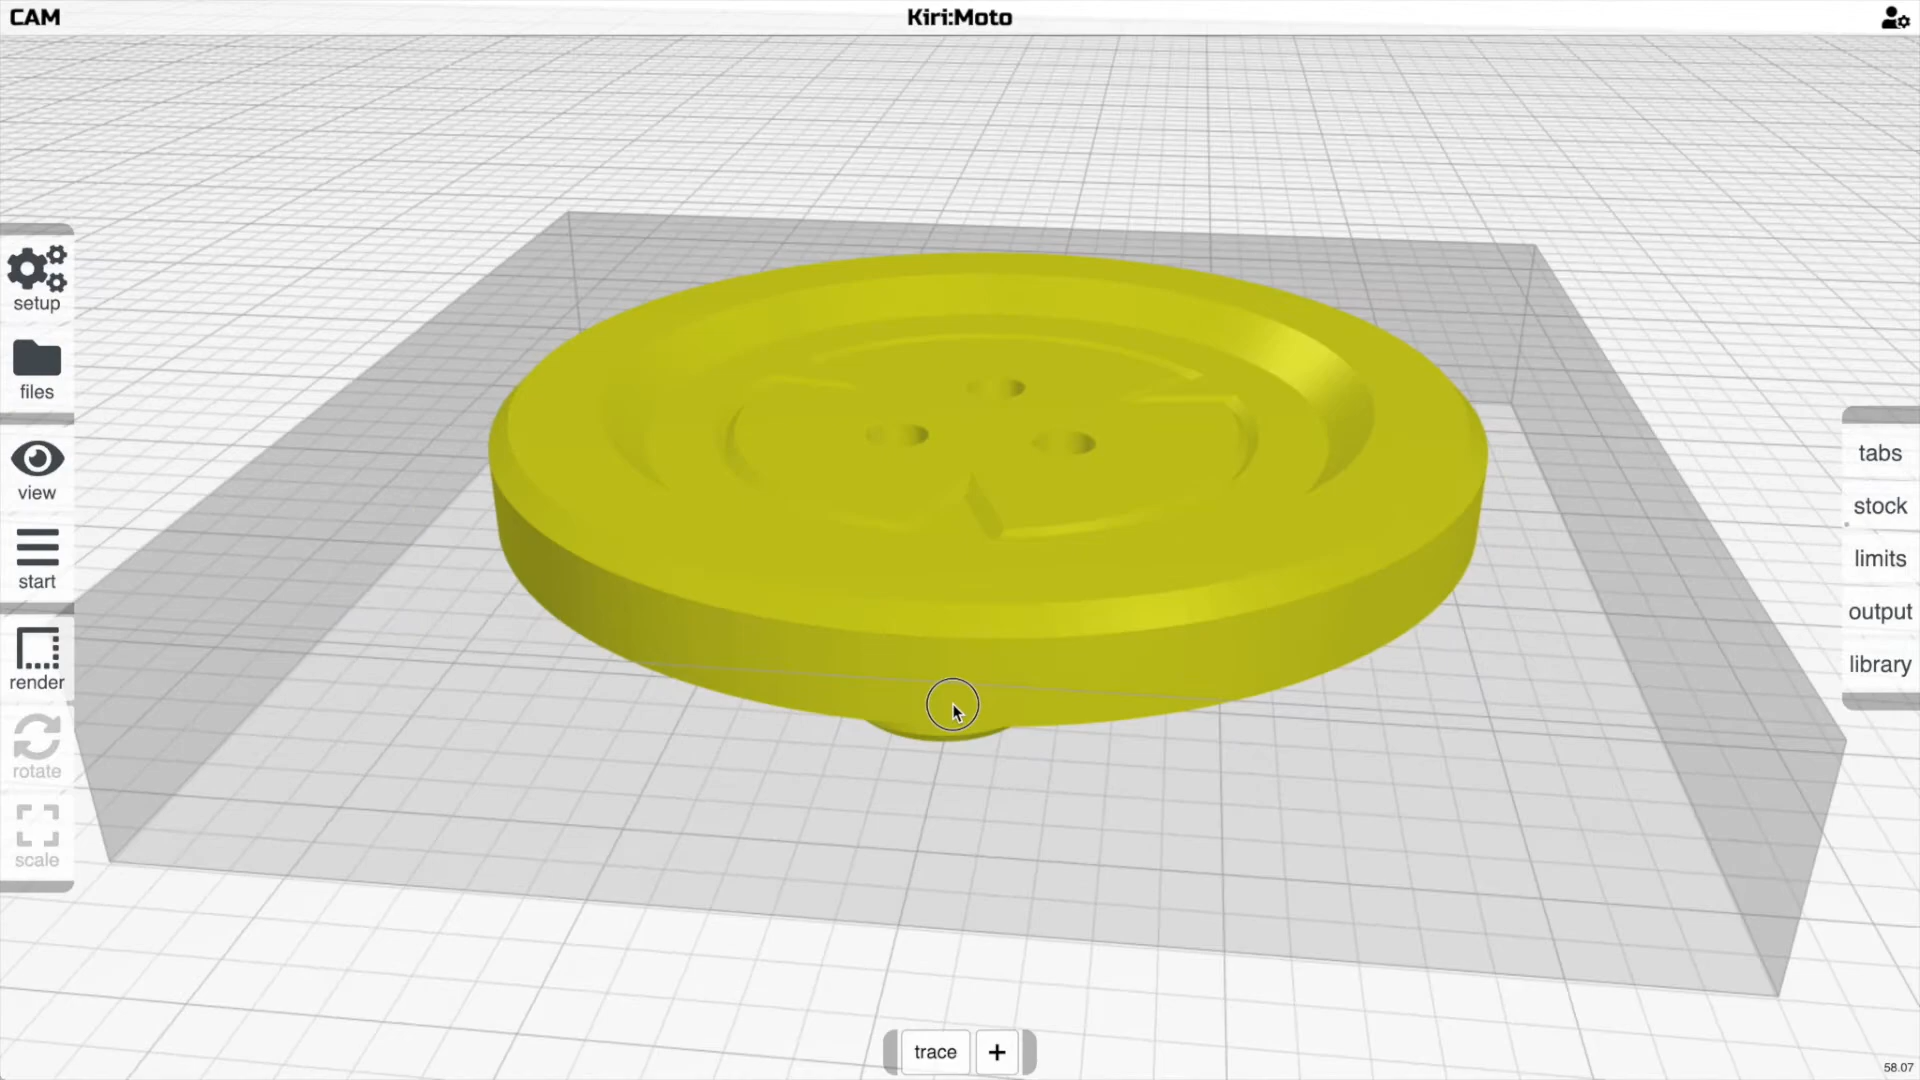 CAM
Kiri:Moto
setup
files
view
start
render
rotate
scale
tabs
stock
limits
output
library
trace +
58.07